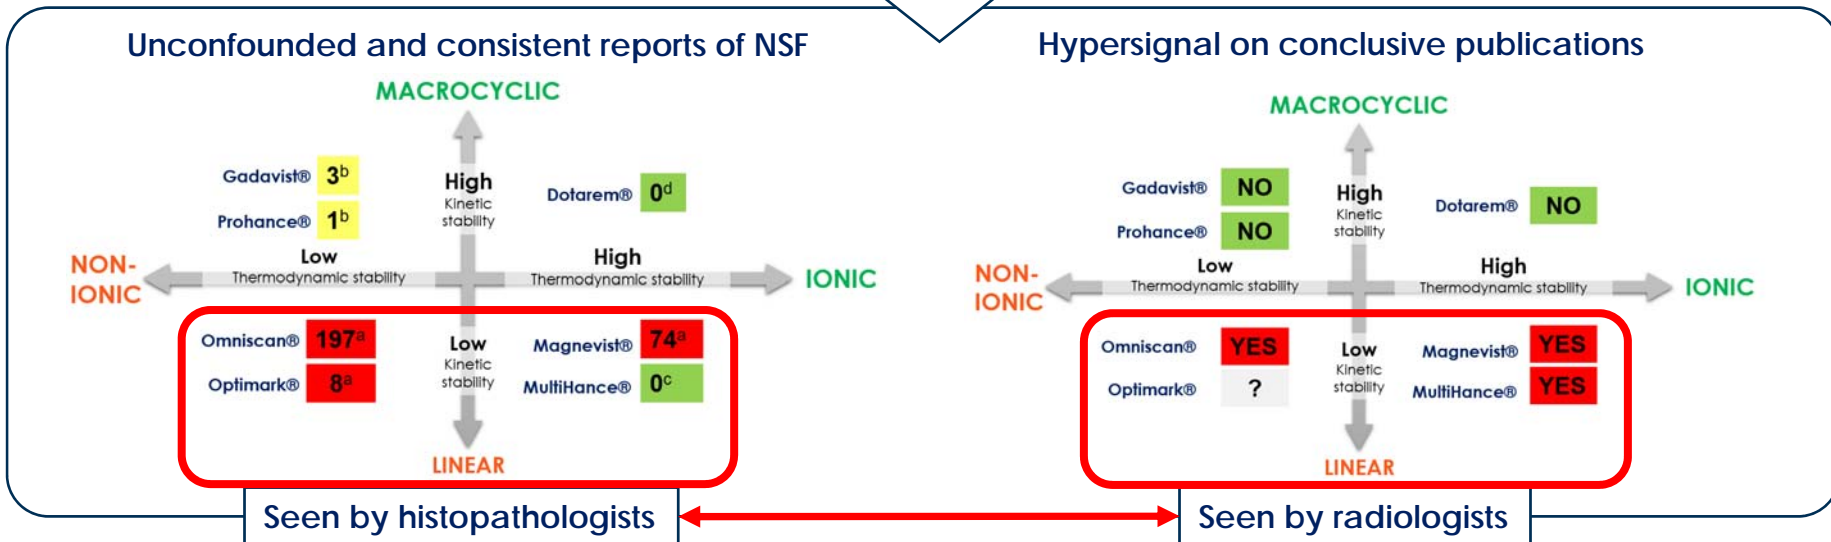 Unconfounded and consistent reports of NSF
MACROCYCLIC
Gadavist® 3b
Prohance® 1b
High
Kinetic
stability
Dotarem® 0d
NON-
IONIC
Low
Thermodynamic stability
High
Thermodynamic stability
IONIC
Omniscan® 197a
Optimark® 8a
Low
Kinetic
stability
Magnevist® 74a
MultiHance® 0c
LINEAR
Seen by histopathologists
Hypersignal on conclusive publications
MACROCYCLIC
Gadavist® NO
Prohance® NO
High
Kinetic
stability
Dotarem® NO
NON-
IONIC
Low
Thermodynamic stability
High
Thermodynamic stability
IONIC
Omniscan® YES
Optimark® ?
Low
Kinetic
stability
Magnevist® YES
MultiHance® YES
LINEAR
Seen by radiologists